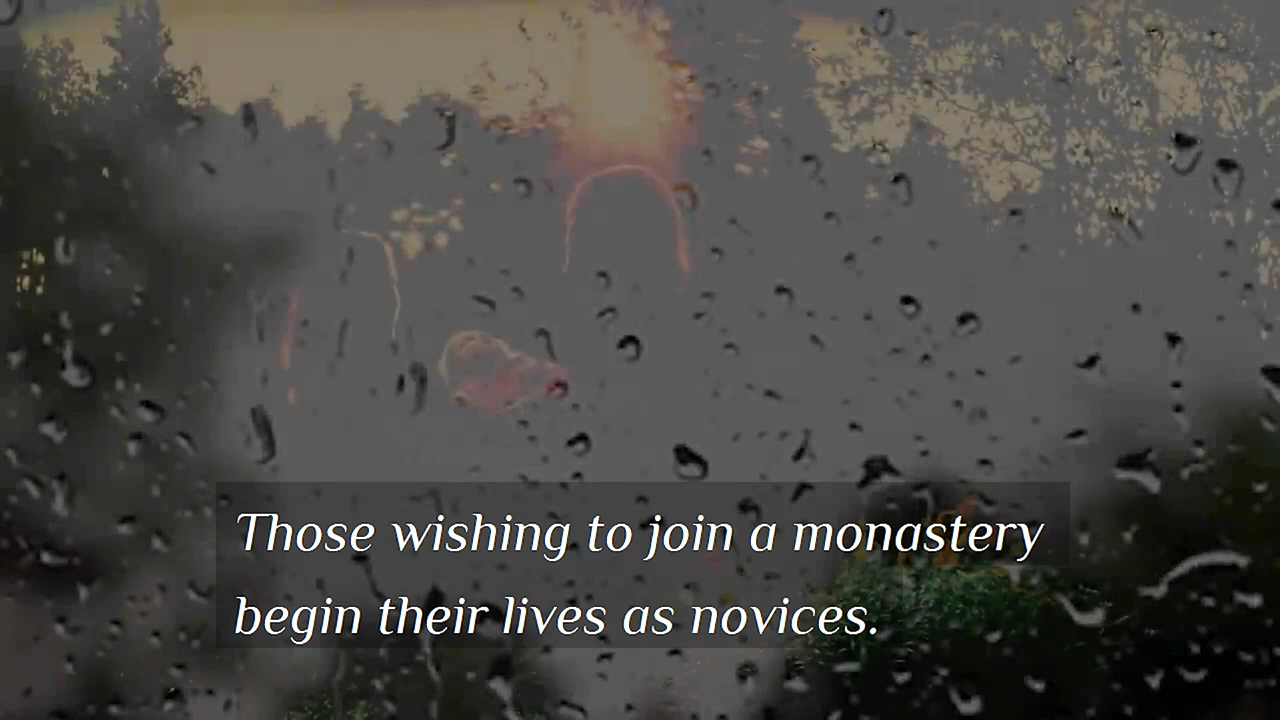 Those wishing to join a monastery
begin their lives as novices.